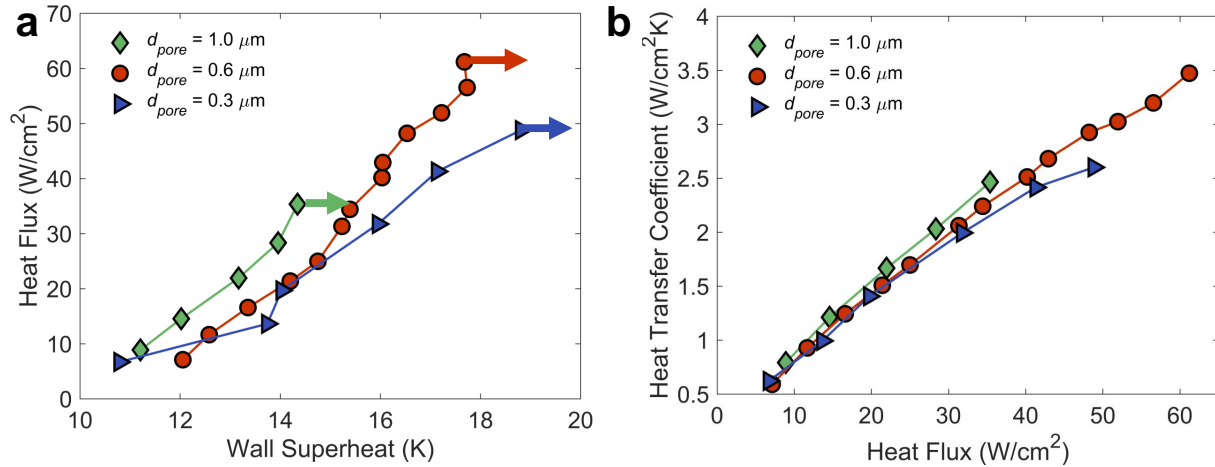 a
70
60
50
40
30
20
10
0
Heat Flux (W/cm²)
d_pore = 1.0 μm
d_pore = 0.6 μm
d_pore = 0.3 μm
10 12 14 16 18 20
Wall Superheat (K)
b
4
3.5
3
2.5
2
1.5
1
0.5
Heat Transfer Coefficient (W/cm²K)
d_pore = 1.0 μm
d_pore = 0.6 μm
d_pore = 0.3 μm
0 10 20 30 40 50 60
Heat Flux (W/cm²)